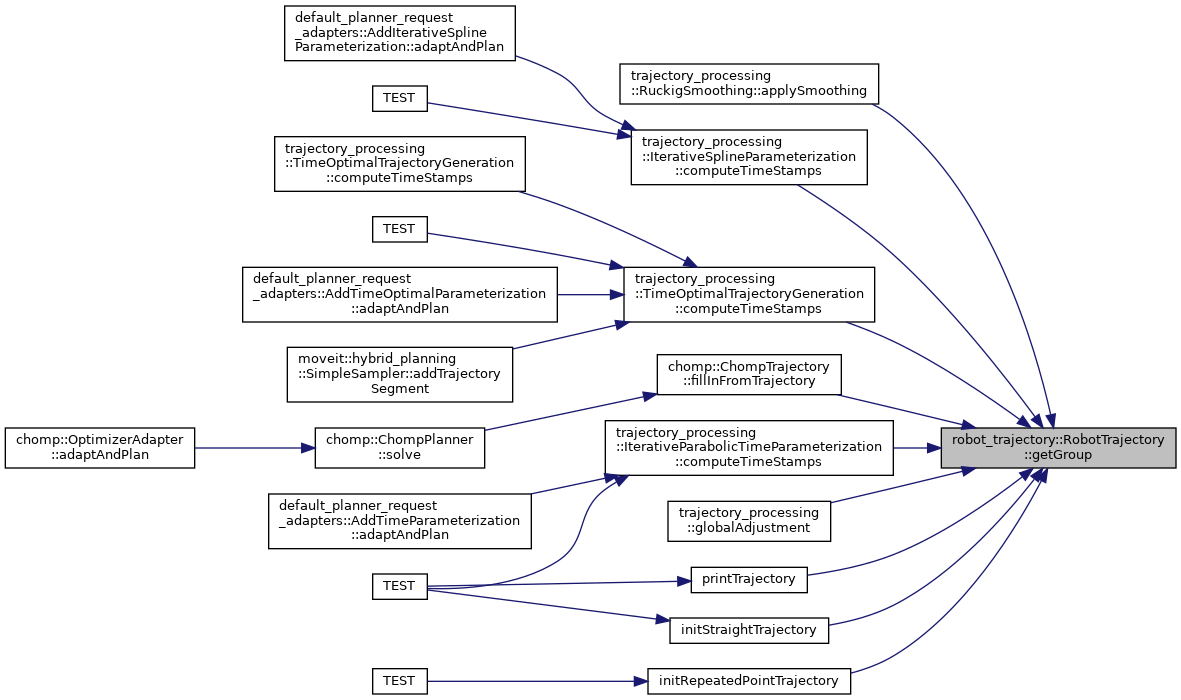 default_planner_request
_adapters::AddIterativeSpline
Parameterization::adaptAndPlan
trajectory_processing
::RuckigSmoothing::applySmoothing
TEST
trajectory_processing
::IterativeSplineParameterization
::computeTimeStamps
trajectory_processing
::TimeOptimalTrajectoryGeneration
::computeTimeStamps
TEST
trajectory_processing
::TimeOptimalTrajectoryGeneration
::computeTimeStamps
default_planner_request
_adapters::AddTimeOptimalParameterization
::adaptAndPlan
moveit::hybrid_planning
::SimpleSampler::addTrajectory
Segment
chomp::ChompTrajectory
::fillInFromTrajectory
chomp::OptimizerAdapter
::adaptAndPlan
chomp::ChompPlanner
::solve
trajectory_processing
::IterativeParabolicTimeParameterization
::computeTimeStamps
robot_trajectory::RobotTrajectory
::getGroup
default_planner_request
_adapters::AddTimeParameterization
::adaptAndPlan
trajectory_processing
::globalAdjustment
TEST
printTrajectory
initStraightTrajectory
TEST
initRepeatedPointTrajectory